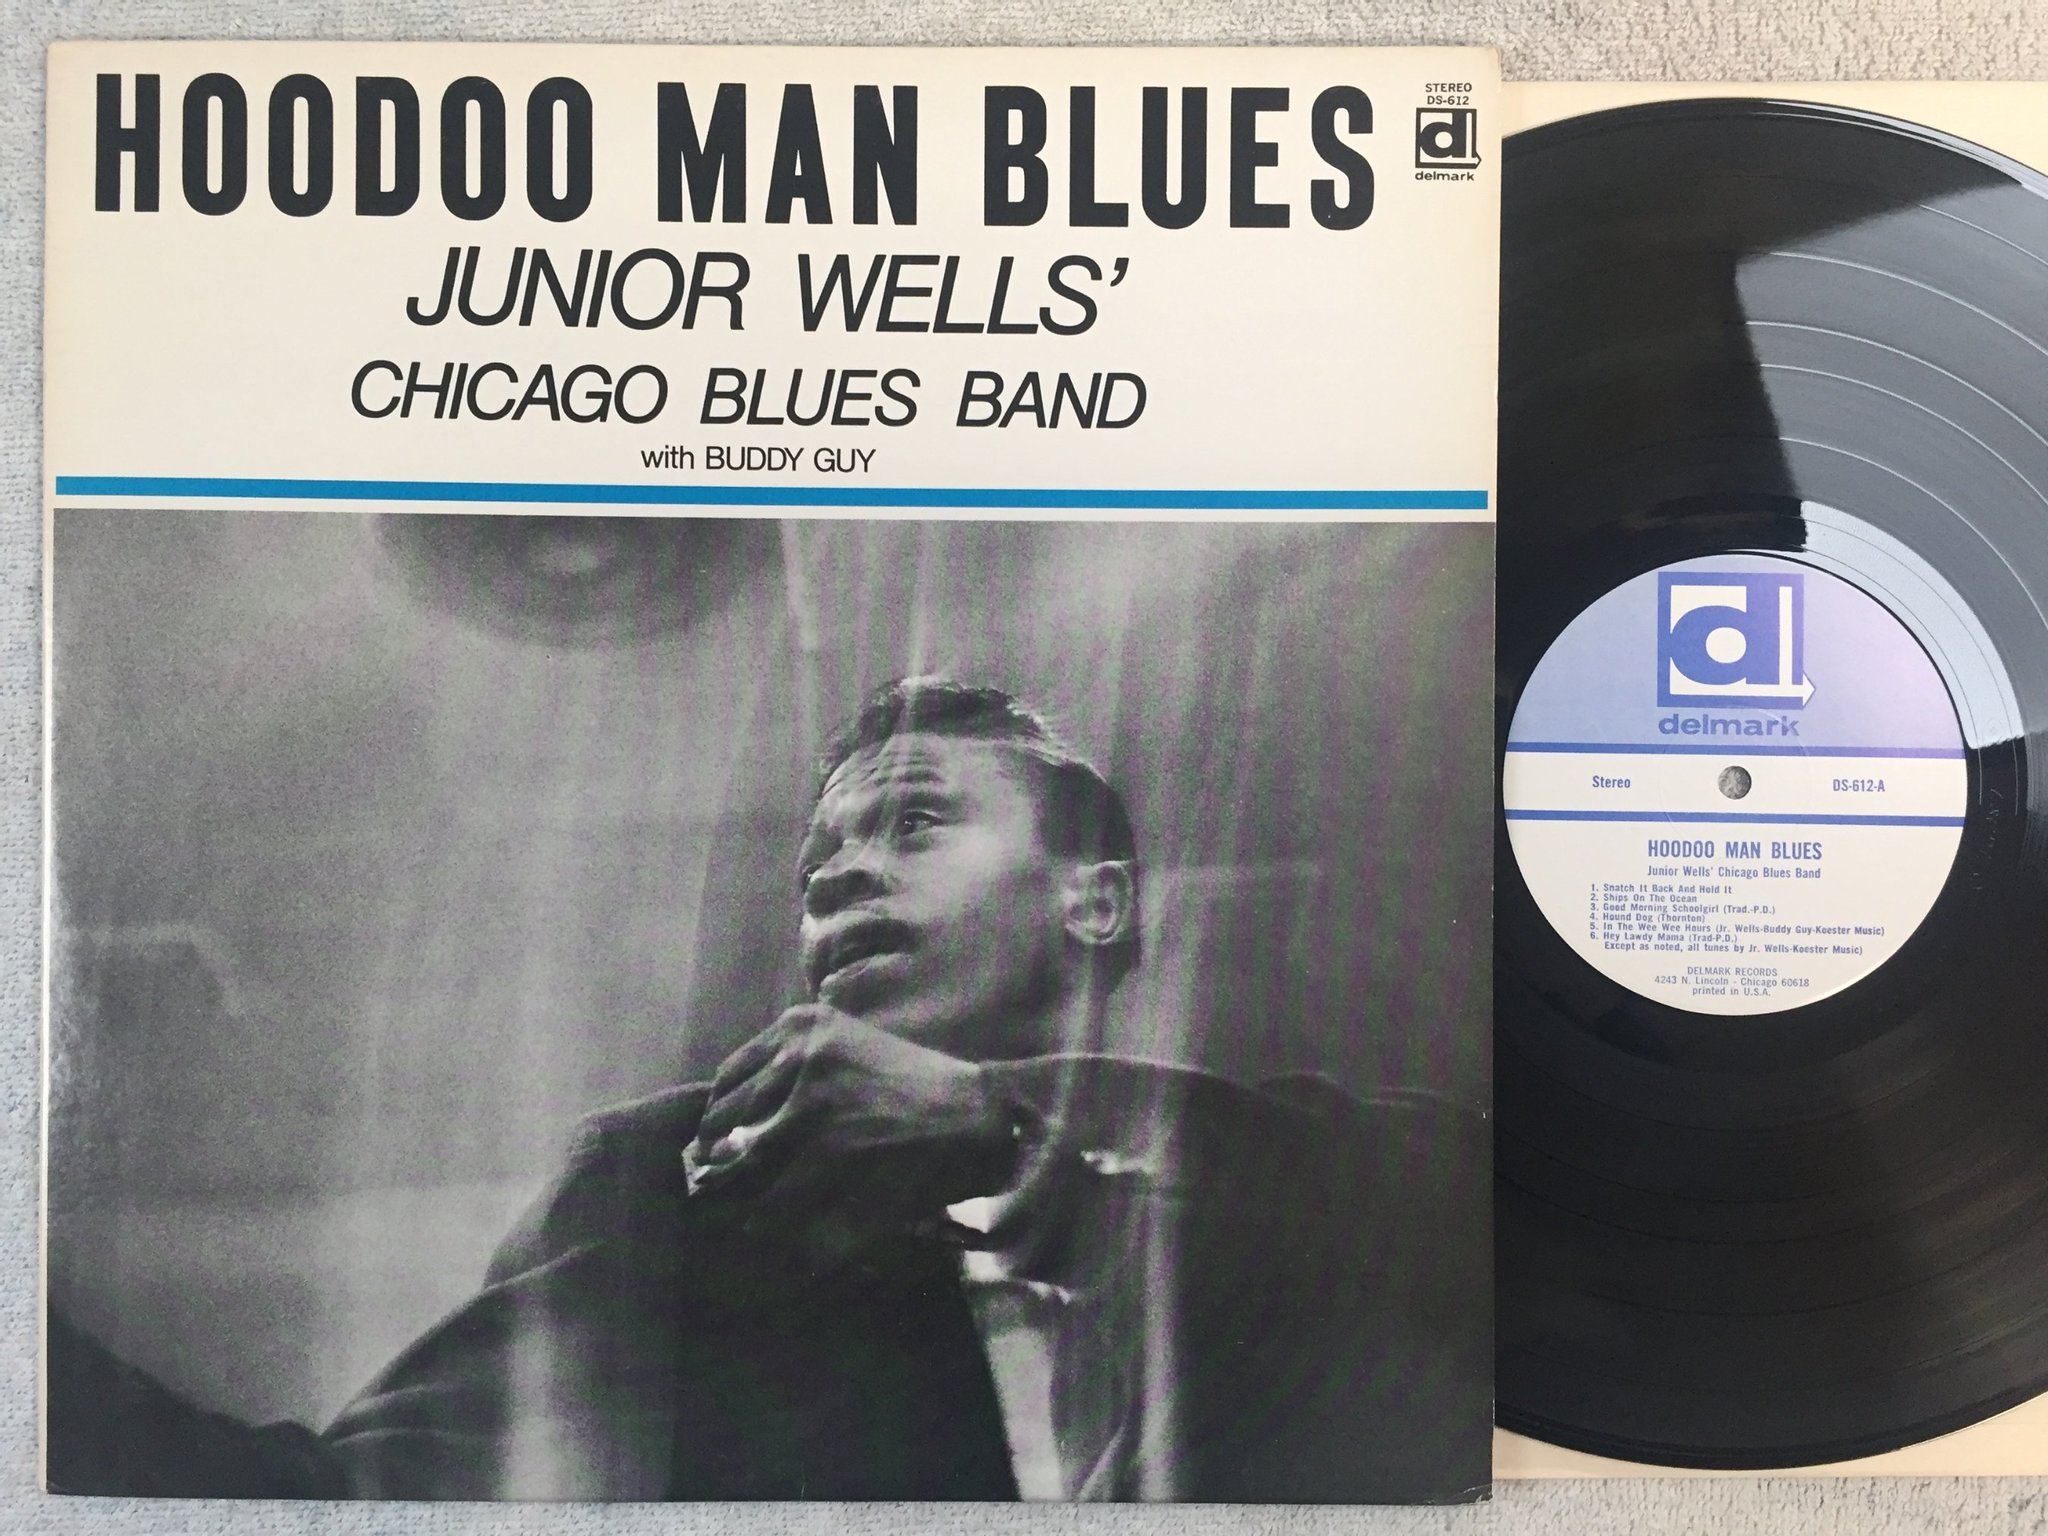 HOODOO MAN BLUES
STEREO
DS-612
d
delmark
JUNIOR WELLS’
CHICAGO BLUES BAND
with BUDDY GUY
d
delmark
Stereo
DS-612-A
HOODOO MAN BLUES
Junior Wells' Chicago Blues Band
1. Snatch It Back And Hold It
2. Ships On The Ocean
3. Good Morning Schoolgirl (Trad.-P.D.)
4. Hound Dog (Thornton)
5. In The Wee Wee Hours (Jr. Wells-Buddy Guy-Koester Music)
6. Hey Lawdy Mama (Trad-P.D.)
Except as noted, all tunes by Jr. Wells-Koester Music)
DELMARK RECORDS
4243 N. Lincoln - Chicago 60618
printed in U.S.A.